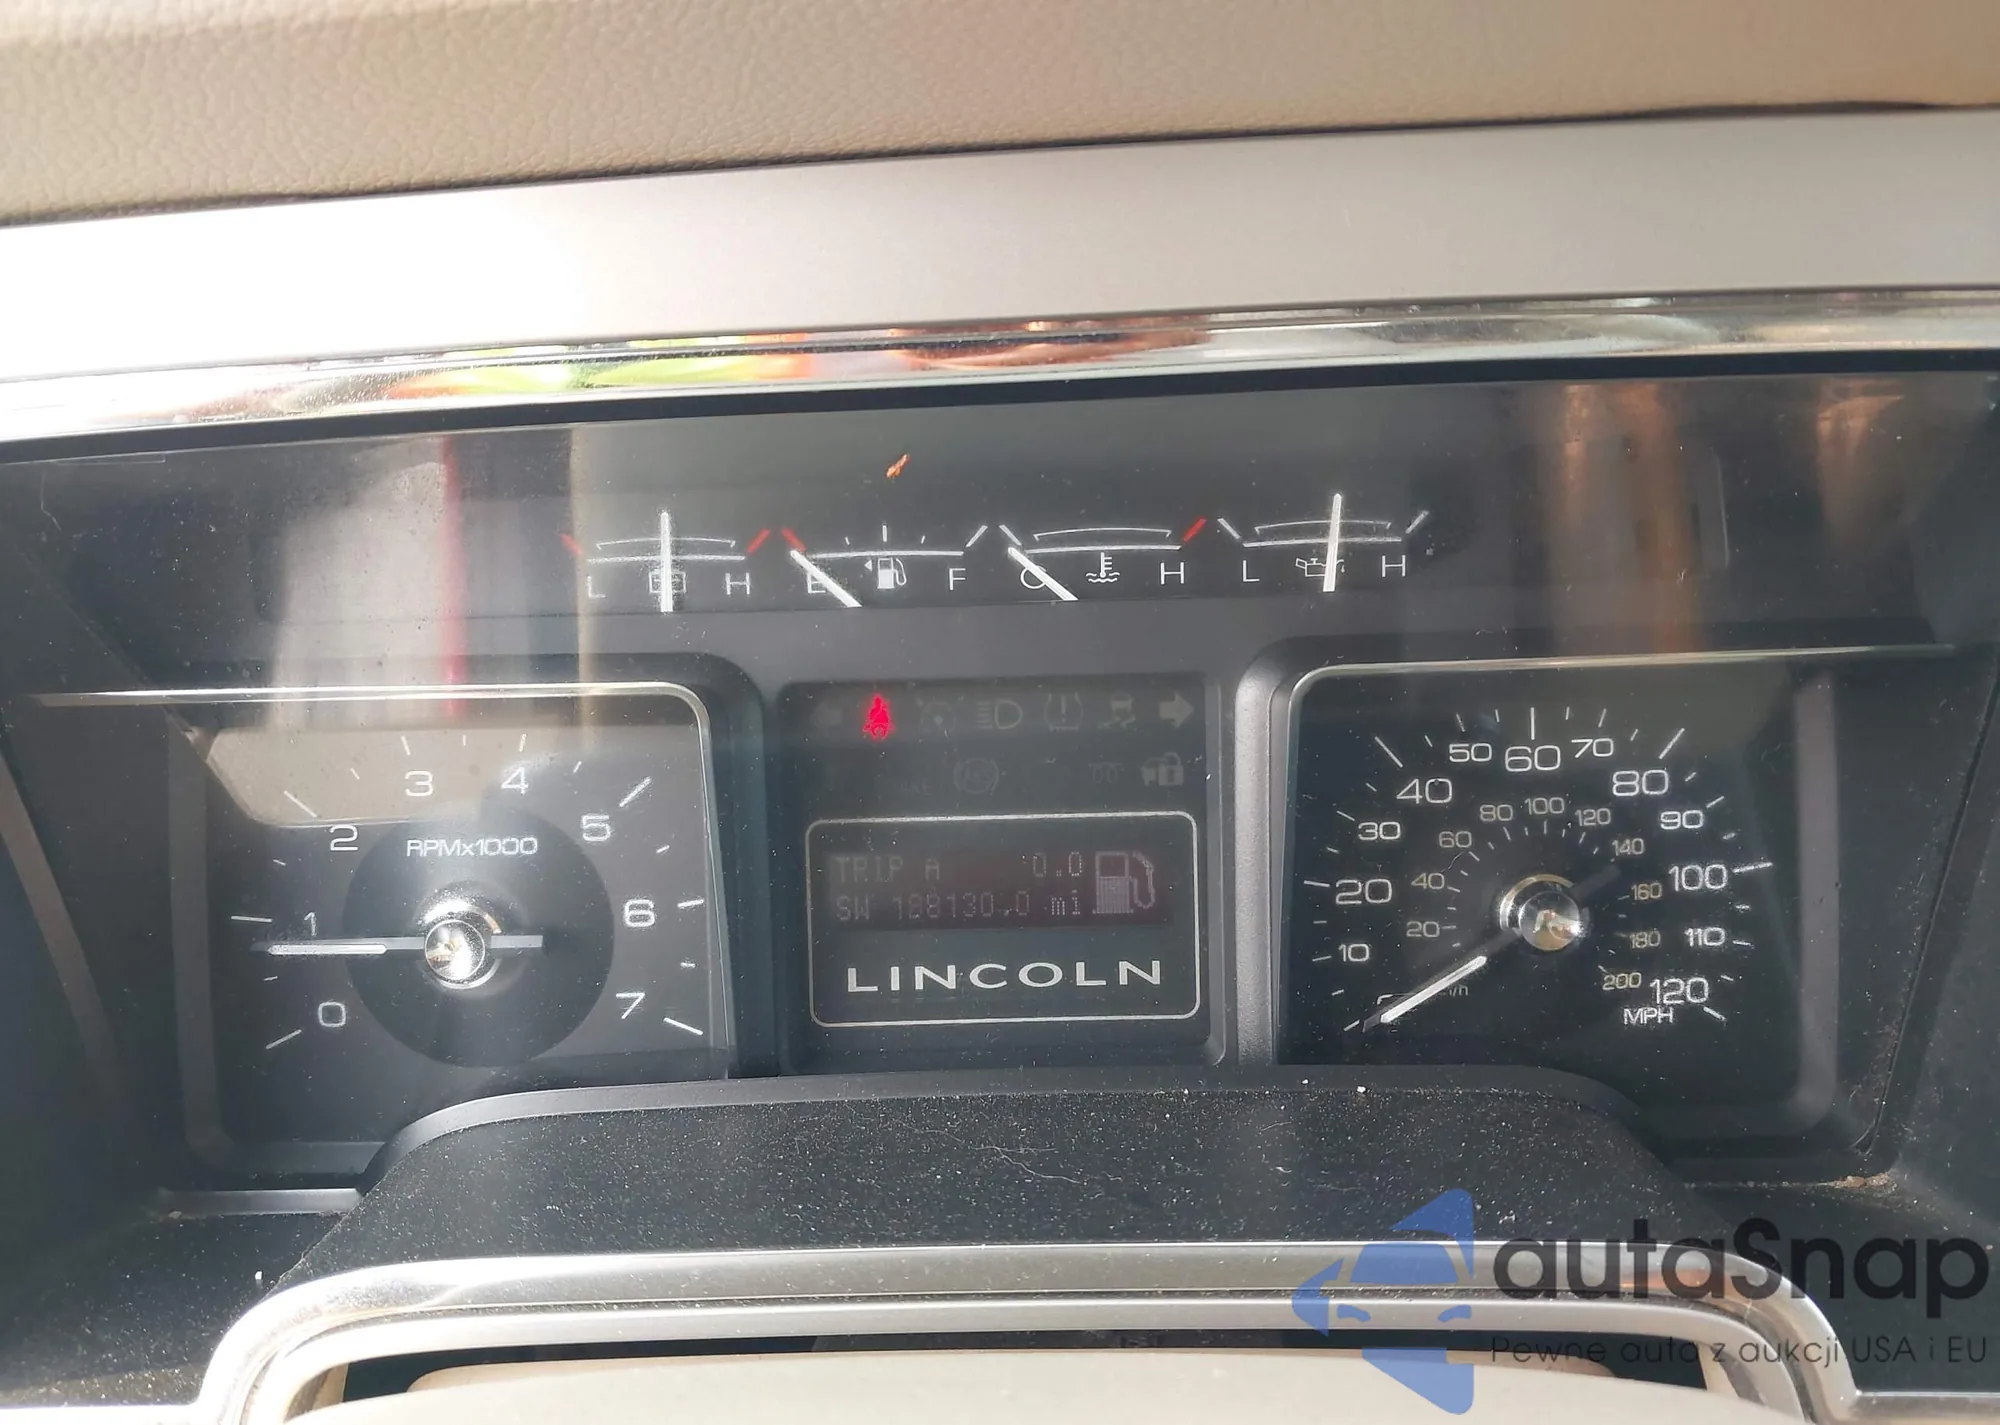 L H E F C H L H
3 4
2 5
RPMx1000
1 6
0 7
TRIP A 0.0
SW 188130.0 mi
LINCOLN
50 60 70
40 80
80 100 120
30 60 140 90
20 40 160 100
10 20 180 110
200 120
MPH
autaSnap
Pewne auta z aukcji USA i EU